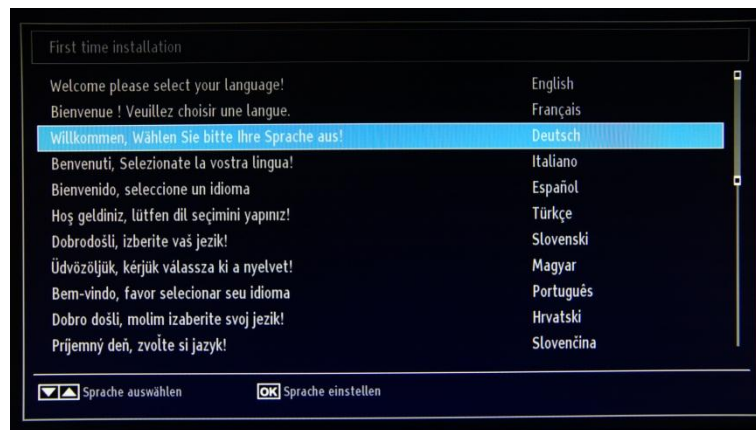 First time installation
Welcome please select your language! English
Bienvenue ! Veuillez choisir une langue. Français
Willkommen, Wählen Sie bitte Ihre Sprache aus! Deutsch
Benvenuti, Selezionate la vostra lingua! Italiano
Bienvenido, seleccione un idioma Español
Hoş geldiniz, lütfen dil seçimini yapınız! Türkçe
Dobrodošli, izberite vaš jezik! Slovenski
Üdvözöljük, kérjük válassza ki a nyelvet! Magyar
Bem-vindo, favor selecionar seu idioma Português
Dobro došli, molim izaberite svoj jezik! Hrvatski
Príjemný deň, zvoľte si jazyk! Slovenčina
Sprache auswählen OK Sprache einstellen